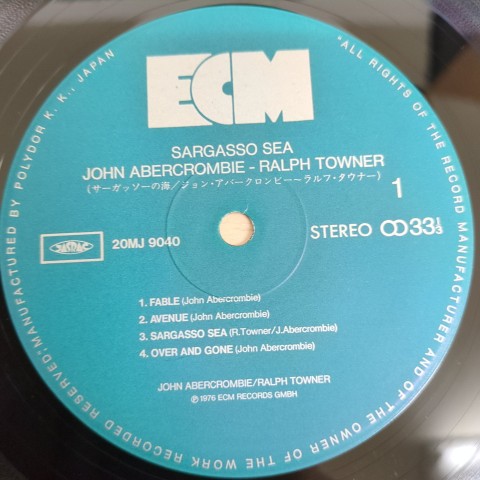 ECM
SARGASSO SEA
JOHN ABERCROMBIE - RALPH TOWNER
(サーガッソーの海／ジョン・アバークロンビー〜ラルフ・タウナー)
1
JASRAC
20MJ 9040
STEREO 33 1/3
1. FABLE (John Abercrombie)
2. AVENUE (John Abercrombie)
3. SARGASSO SEA (R.Towner/J.Abercrombie)
4. OVER AND GONE (John Abercrombie)
JOHN ABERCROMBIE/RALPH TOWNER
℗ 1976 ECM RECORDS GMBH
*ALL RIGHTS OF THE RECORD MANUFACTURER AND OF THE OWNER OF THE WORK RECORDED RESERVED; MANUFACTURED BY POLYDOR K. K., JAPAN